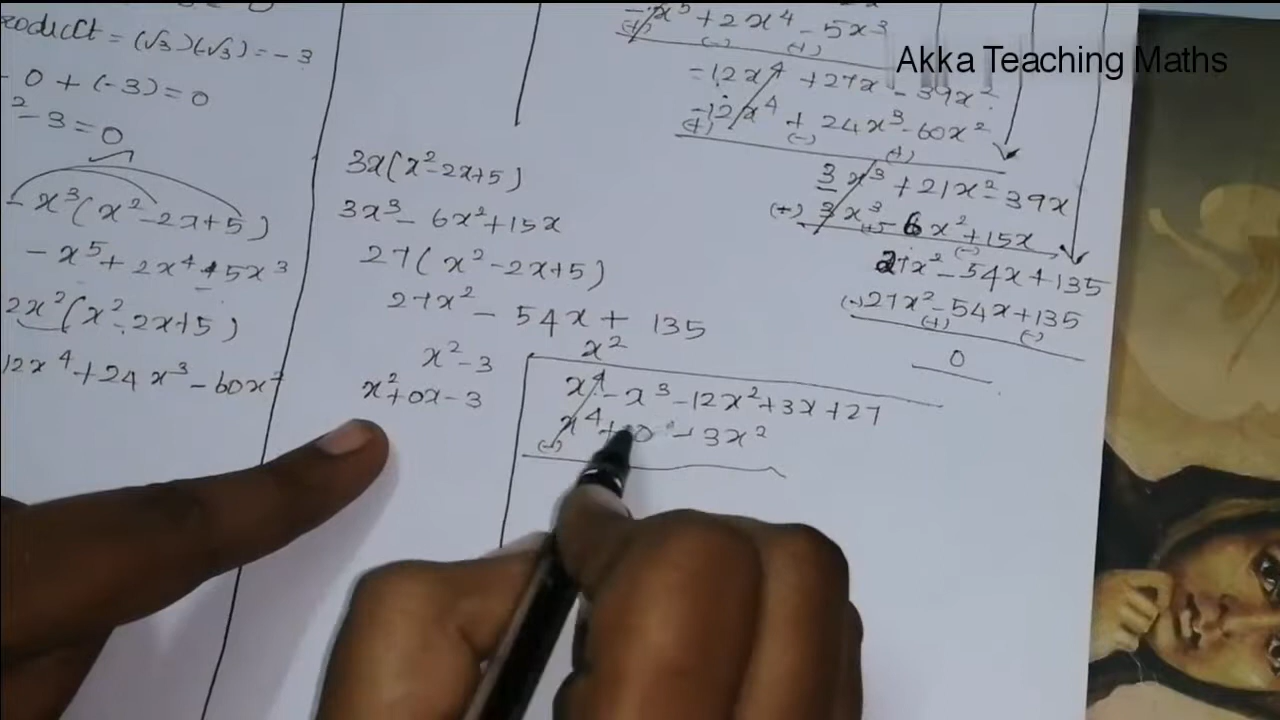 roduct = (√3)(-√3) = -3
- 0 + (-3) = 0
2 - 3 = 0
-x³(x² - 2x + 5)
-x⁵ + 2x⁴ - 5x³
2x²(x² - 2x + 5)
12x⁴ + 24x³ - 60x²
3x(x² - 2x + 5)
3x³ - 6x² + 15x
27(x² - 2x + 5)
27x² - 54x + 135
x² - 3
x² + 0x - 3
x²
x⁴ - x³ - 12x² + 3x + 27
x⁴ + 0 - 3x²
(-)
-x⁵ + 2x⁴ - 5x³
(+) (-) (+)
-12x⁴ + 27x - 39x²
-12x⁴ + 24x³ - 60x²
(+) (-) (+)
3x³ + 21x² - 39x
3x³ - 6x² + 15x
27x² - 54x + 135
27x² - 54x + 135
(-) (+) (-)
0
Akka Teaching Maths